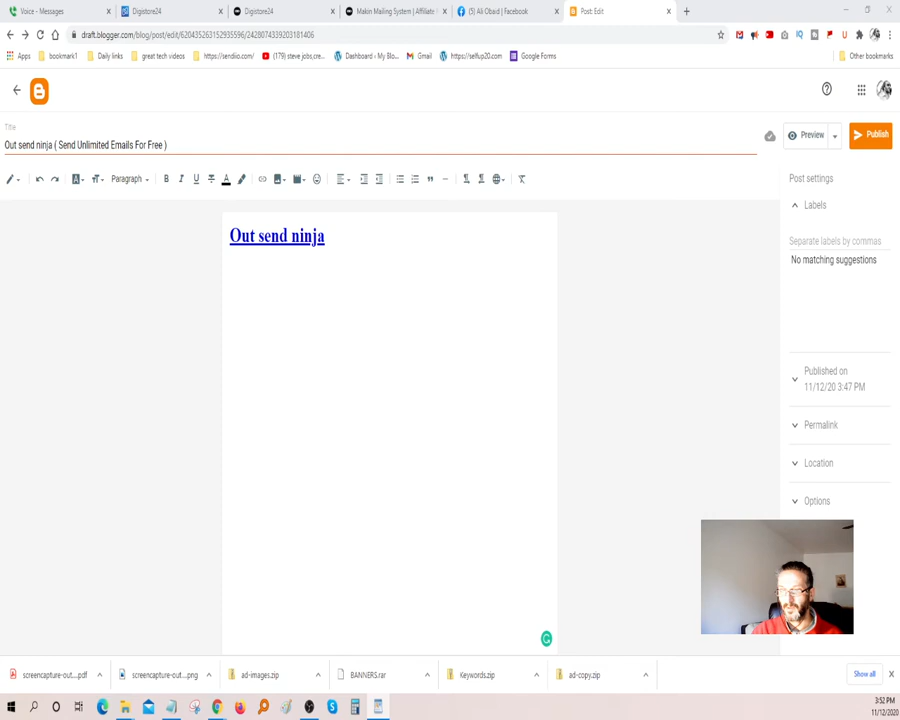 Voice - Messages
Digistore24
Digistore24
Makin Mailing System | Affiliate
(5) Ali Obaid | Facebook
Post: Edit
draft.blogger.com/blog/post/edit/620435263152935596/2428074339203181406
Apps
bookmark1
Daily links
great tech videos
https://sendiio.com/
(179) steve jobs,cre...
Dashboard ‹ My Blo...
Gmail
https://selfup20.com
Google Forms
Other bookmarks
Title
Out send ninja ( Send Unlimited Emails For Free )
Preview
Publish
Paragraph
Post settings
Labels
Separate labels by commas
No matching suggestions
Out send ninja
Published on
11/12/20 3:47 PM
Permalink
Location
Options
screencapture-out....pdf
screencapture-ou....png
ad-images.zip
BANNERS.rar
Keywords.zip
ad-copy.zip
Show all
3:52 PM
11/12/2020